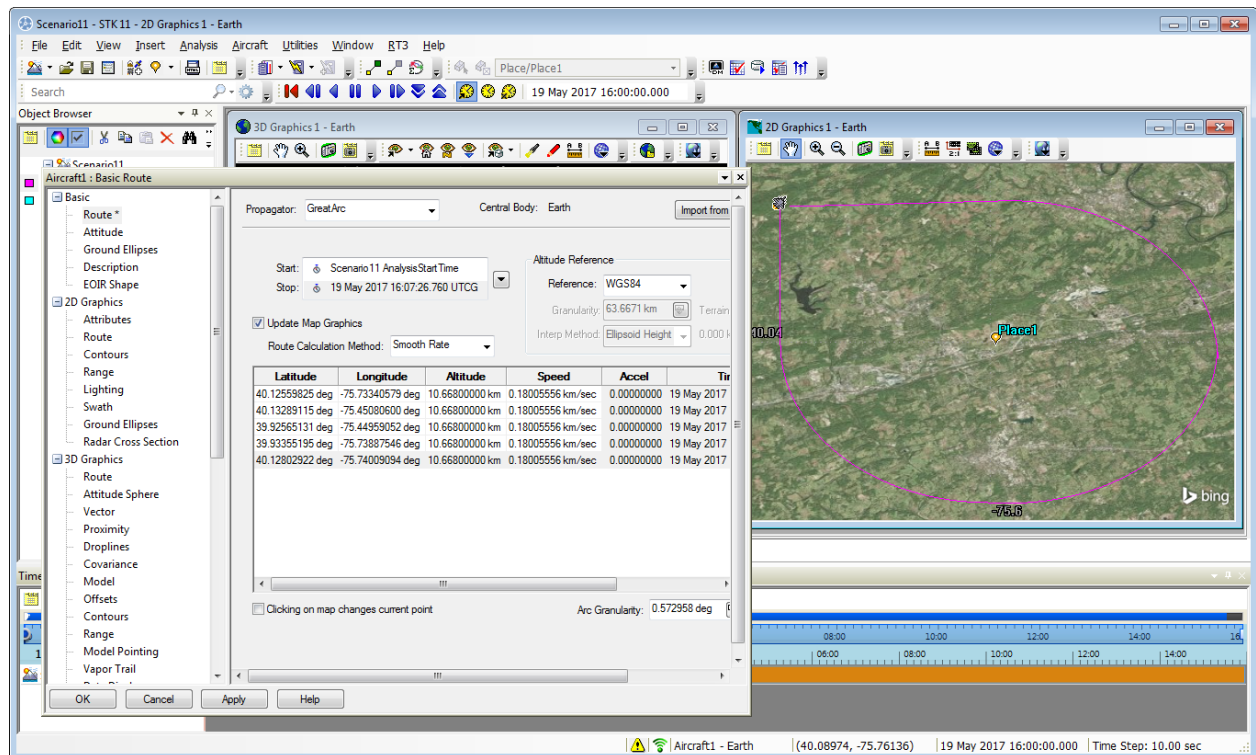 Scenario11 - STK 11 - 2D Graphics 1 - Earth
File Edit View Insert Analysis Aircraft Utilities Window RT3 Help
Place/Place1
Search
19 May 2017 16:00:00.000
Object Browser
3D Graphics 1 - Earth
2D Graphics 1 - Earth
Scenario11
Aircraft1 : Basic Route
Basic
Route *
Attitude
Ground Ellipses
Description
EOIR Shape
2D Graphics
Attributes
Route
Contours
Range
Lighting
Swath
Ground Ellipses
Radar Cross Section
3D Graphics
Route
Attitude Sphere
Vector
Proximity
Droplines
Covariance
Model
Offsets
Contours
Range
Model Pointing
Vapor Trail
Propagator: GreatArc Central Body: Earth Import from
Start: Scenario11 AnalysisStartTime
Stop: 19 May 2017 16:07:26.760 UTCG
Altitude Reference
Reference: WGS84
Granularity: 63.6671 km Terrain
Interp Method: Ellipsoid Height 0.000 k
Update Map Graphics
Route Calculation Method: Smooth Rate
Latitude Longitude Altitude Speed Accel Tir
40.12559825 deg -75.73340579 deg 10.66800000 km 0.18005556 km/sec 0.00000000 19 May 2017
40.13289115 deg -75.45080600 deg 10.66800000 km 0.18005556 km/sec 0.00000000 19 May 2017
39.92565131 deg -75.44959052 deg 10.66800000 km 0.18005556 km/sec 0.00000000 19 May 2017
39.93355195 deg -75.73887546 deg 10.66800000 km 0.18005556 km/sec 0.00000000 19 May 2017
40.12802922 deg -75.74009094 deg 10.66800000 km 0.18005556 km/sec 0.00000000 19 May 2017
Clicking on map changes current point Arc Granularity: 0.572958 deg
OK Cancel Apply Help
40.04
Place1
-75.6
bing
Time
08:00 10:00 12:00 14:00 16
06:00 08:00 10:00 12:00 14:00
1
Aircraft1 - Earth (40.08974, -75.76136) 19 May 2017 16:00:00.000 Time Step: 10.00 sec